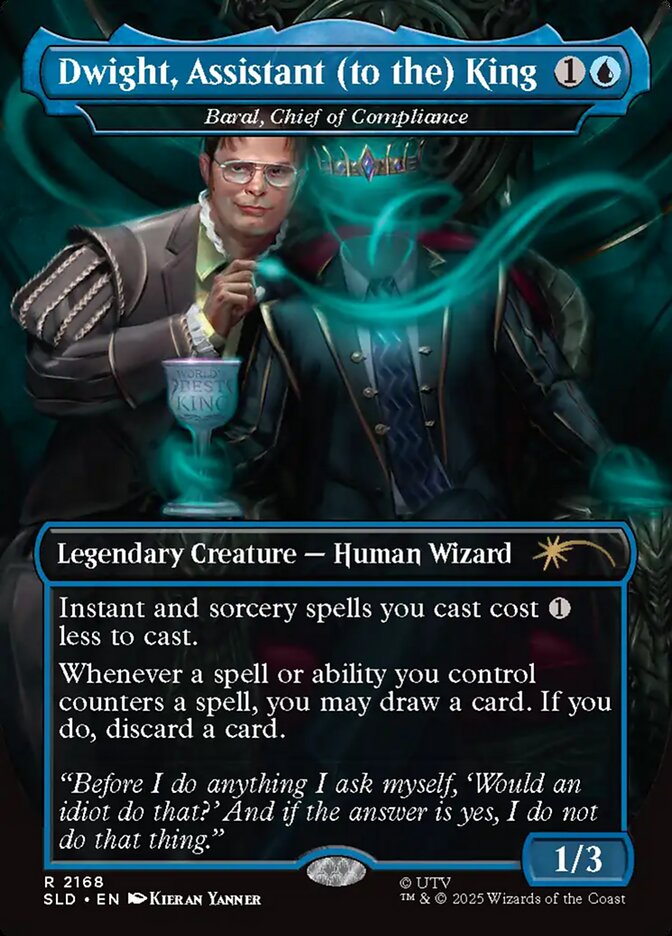 Dwight, Assistant (to the) King 1
Baral, Chief of Compliance
WORLD'S
BEST
KING
Legendary Creature — Human Wizard
Instant and sorcery spells you cast cost 1
less to cast.
Whenever a spell or ability you control
counters a spell, you may draw a card. If you
do, discard a card.
“Before I do anything I ask myself, ‘Would an
idiot do that?’ And if the answer is yes, I do not
do that thing.”
1/3
R 2168
SLD • EN KIERAN YANNER
© UTV
™ & © 2025 Wizards of the Coast